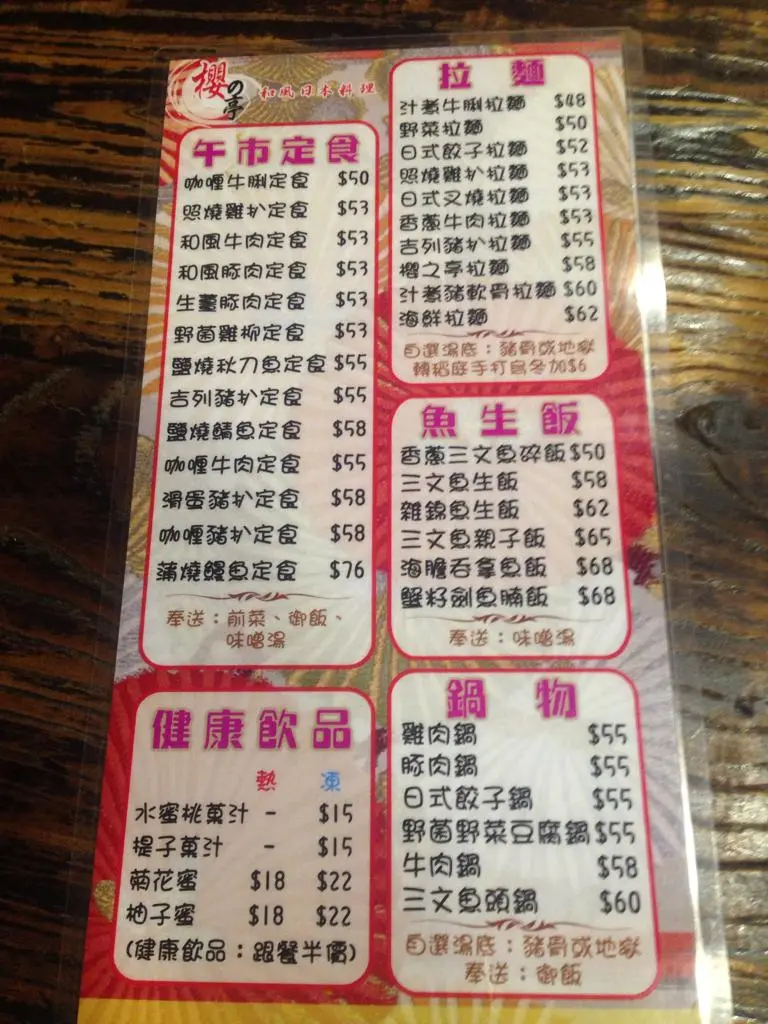 櫻の亭 和風日本料理
午市定食
咖喱牛脷定食 $50
照燒雞扒定食 $53
和風牛肉定食 $53
和風豚肉定食 $53
生薑豚肉定食 $53
野菌雞柳定食 $53
鹽燒秋刀魚定食 $55
吉列豬扒定食 $55
鹽燒鯖魚定食 $58
咖喱牛肉定食 $55
滑蛋豬扒定食 $58
咖喱豬扒定食 $58
蒲燒鰻魚定食 $76
奉送：前菜、御飯、
味噌湯
健康飲品
熱 凍
水蜜桃菓汁 - $15
提子菓汁 - $15
菊花蜜 $18 $22
柚子蜜 $18 $22
(健康飲品：跟餐半價)
拉麵
汁煮牛脷拉麵 $48
野菜拉麵 $50
日式餃子拉麵 $52
照燒雞扒拉麵 $53
日式叉燒拉麵 $53
香蔥牛肉拉麵 $53
吉列豬扒拉麵 $55
櫻之亭拉麵 $58
汁煮豬軟骨拉麵 $60
海鮮拉麵 $62
自選湯底：豬骨或地獄
轉稻庭手打烏冬加$6
魚生飯
香蔥三文魚碎飯 $50
三文魚生飯 $58
雜錦魚生飯 $62
三文魚親子飯 $65
海膽吞拿魚飯 $68
蟹籽劍魚腩飯 $68
奉送：味噌湯
鍋物
雞肉鍋 $55
豚肉鍋 $55
日式餃子鍋 $55
野菌野菜豆腐鍋 $55
牛肉鍋 $58
三文魚頭鍋 $60
自選湯底：豬骨或地獄
奉送：御飯